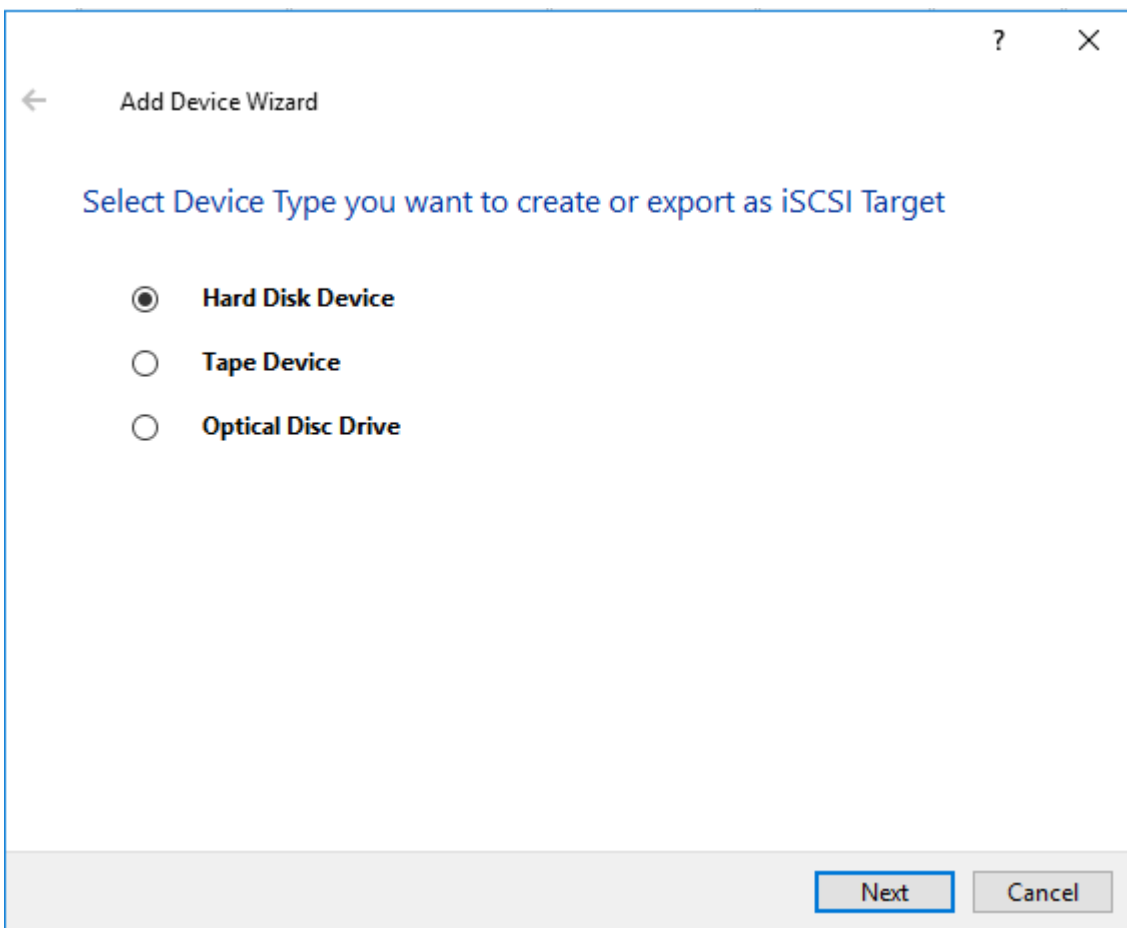 ?
Add Device Wizard
Select Device Type you want to create or export as iSCSI Target
Hard Disk Device
Tape Device
Optical Disc Drive
Next Cancel